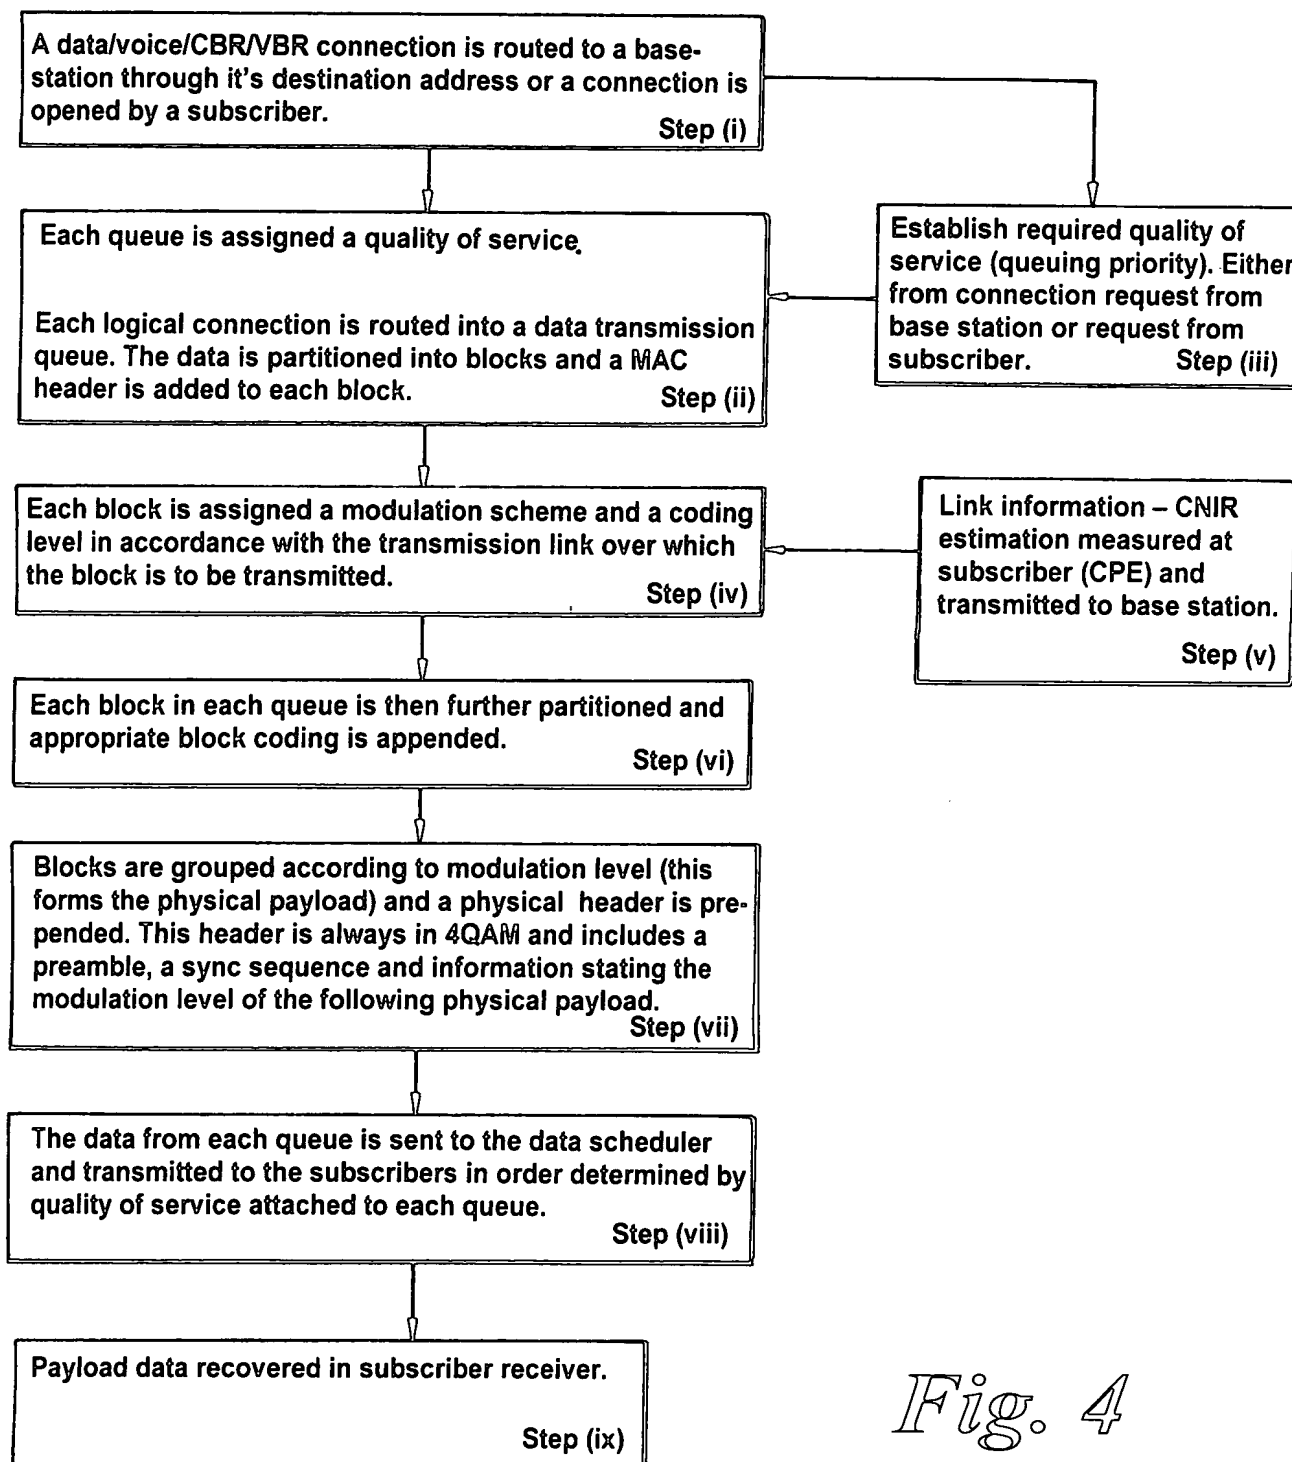 A data/voice/CBR/VBR connection is routed to a base-
station through it's destination address or a connection is
opened by a subscriber.
Step (i)
Each queue is assigned a quality of service.
Each logical connection is routed into a data transmission
queue. The data is partitioned into blocks and a MAC
header is added to each block.
Step (ii)
Establish required quality of
service (queuing priority). Either
from connection request from
base station or request from
subscriber.
Step (iii)
Each block is assigned a modulation scheme and a coding
level in accordance with the transmission link over which
the block is to be transmitted.
Step (iv)
Link information – CNIR
estimation measured at
subscriber (CPE) and
transmitted to base station.
Step (v)
Each block in each queue is then further partitioned and
appropriate block coding is appended.
Step (vi)
Blocks are grouped according to modulation level (this
forms the physical payload) and a physical header is pre-
pended. This header is always in 4QAM and includes a
preamble, a sync sequence and information stating the
modulation level of the following physical payload.
Step (vii)
The data from each queue is sent to the data scheduler
and transmitted to the subscribers in order determined by
quality of service attached to each queue.
Step (viii)
Payload data recovered in subscriber receiver.
Step (ix)
Fig. 4